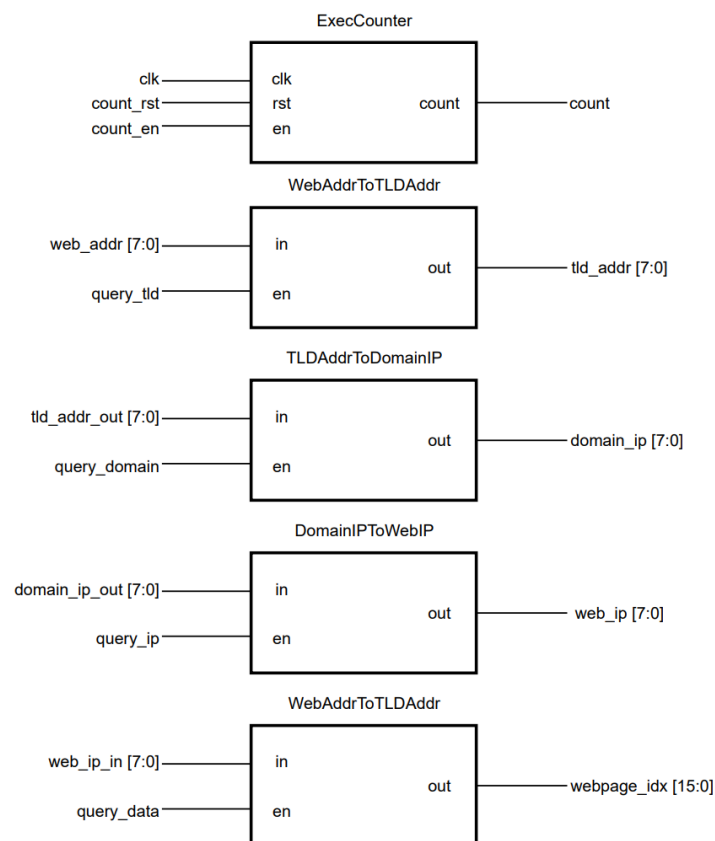 ExecCounter
clk clk
count_rst rst count count
count_en en
WebAddrToTLDAddr
web_addr [7:0] in
out tld_addr [7:0]
query_tld en
TLDAddrToDomainIP
tld_addr_out [7:0] in
out domain_ip [7:0]
query_domain en
DomainIPToWebIP
domain_ip_out [7:0] in
out web_ip [7:0]
query_ip en
WebAddrToTLDAddr
web_ip_in [7:0] in
out webpage_idx [15:0]
query_data en